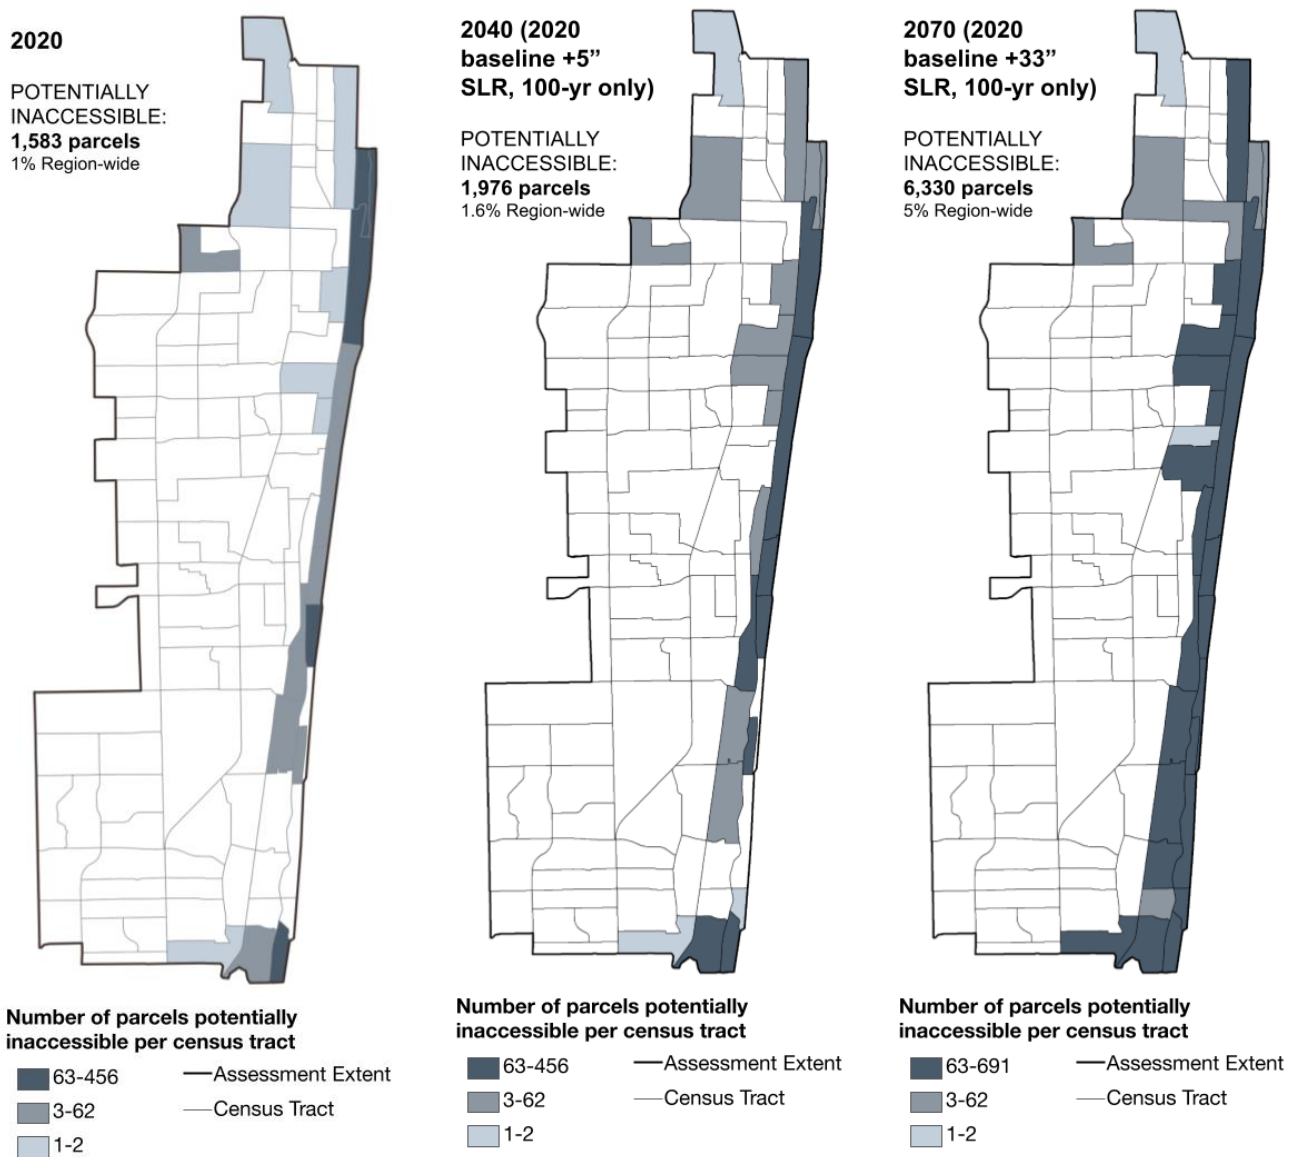 2020
POTENTIALLY
INACCESSIBLE:
1,583 parcels
1% Region-wide
Number of parcels potentially
inaccessible per census tract
63-456
3-62
1-2
Assessment Extent
Census Tract
2040 (2020
baseline +5”
SLR, 100-yr only)
POTENTIALLY
INACCESSIBLE:
1,976 parcels
1.6% Region-wide
Number of parcels potentially
inaccessible per census tract
63-456
3-62
1-2
Assessment Extent
Census Tract
2070 (2020
baseline +33”
SLR, 100-yr only)
POTENTIALLY
INACCESSIBLE:
6,330 parcels
5% Region-wide
Number of parcels potentially
inaccessible per census tract
63-691
3-62
1-2
Assessment Extent
Census Tract